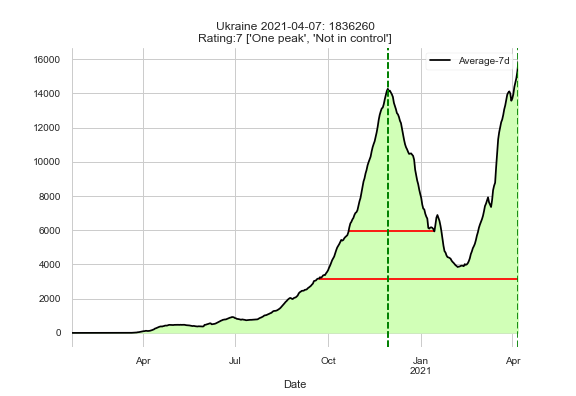 Ukraine 2021-04-07: 1836260
Rating:7 ['One peak', 'Not in control']
Average-7d
16000
14000
12000
10000
8000
6000
4000
2000
0
Apr
Jul
Oct
Jan
2021
Apr
Date